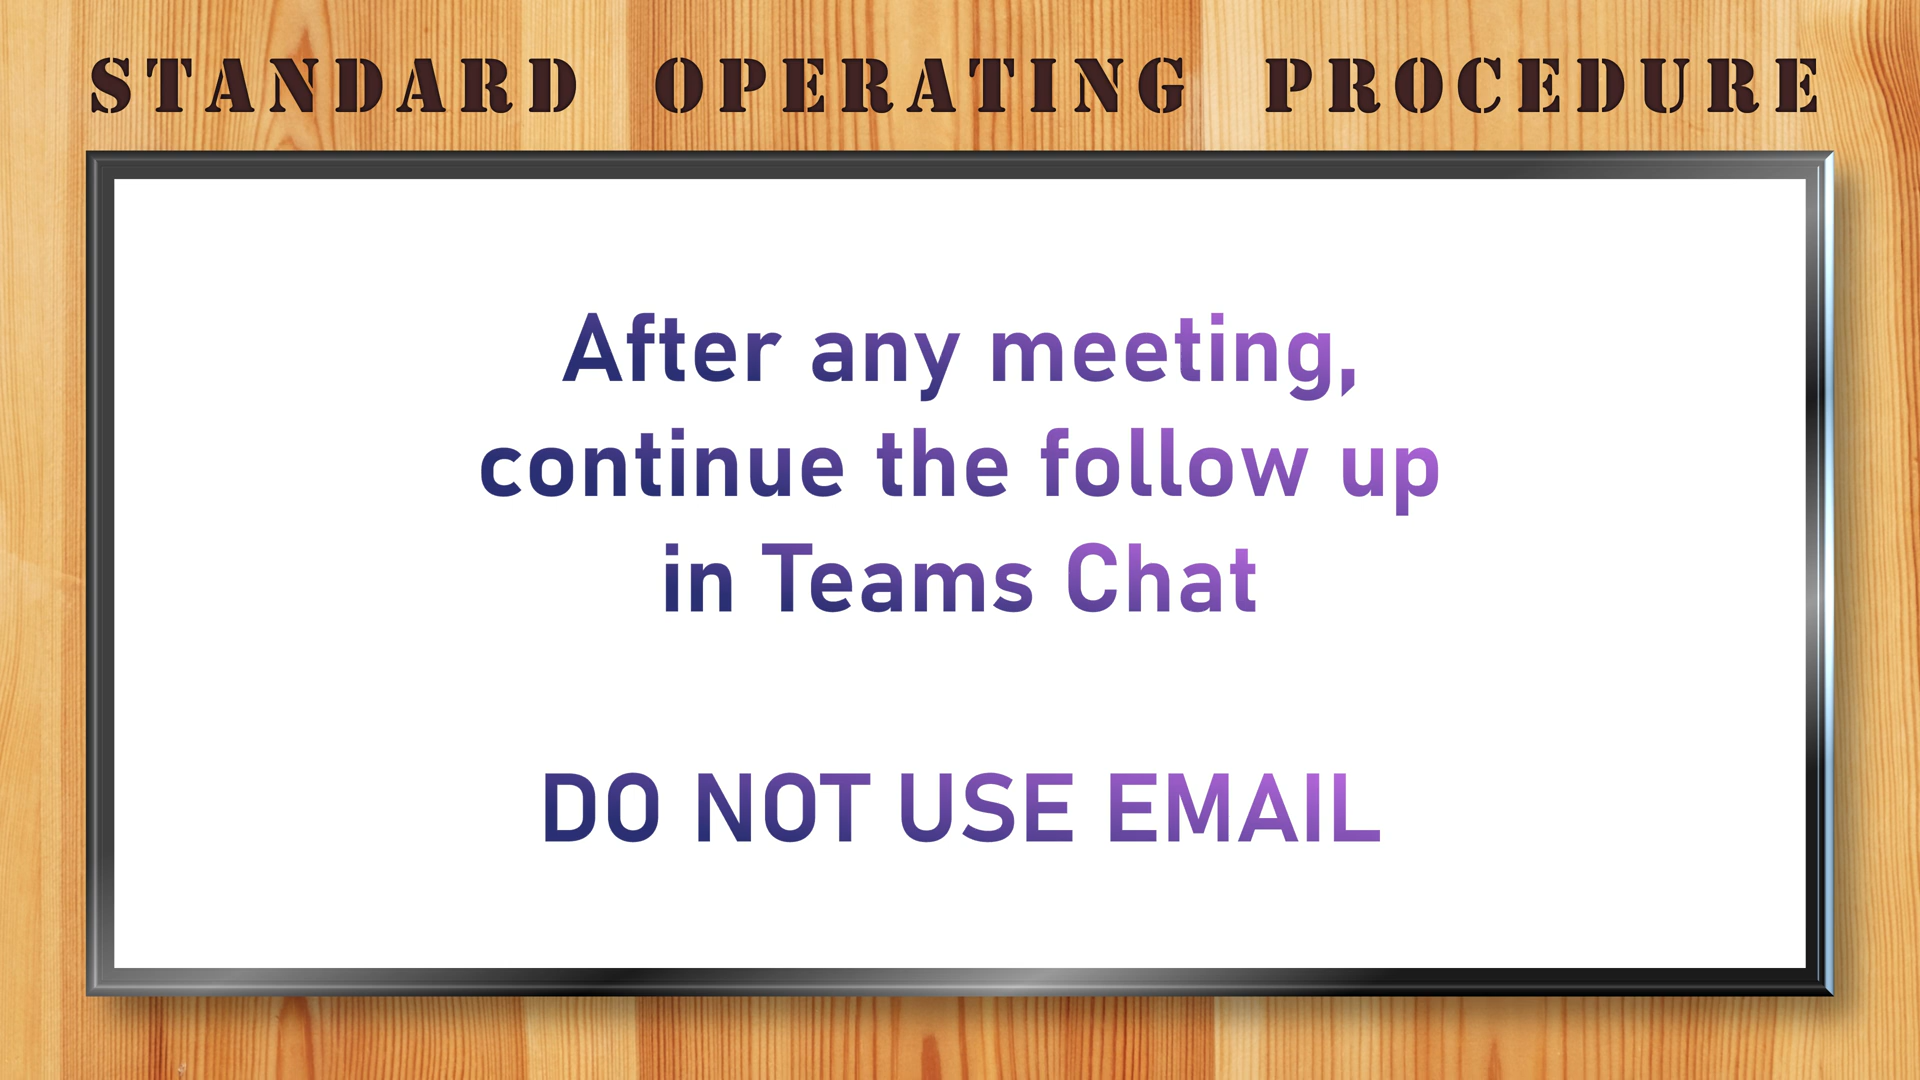 STANDARD OPERATING PROCEDURE
After any meeting,
continue the follow up
in Teams Chat
DO NOT USE EMAIL